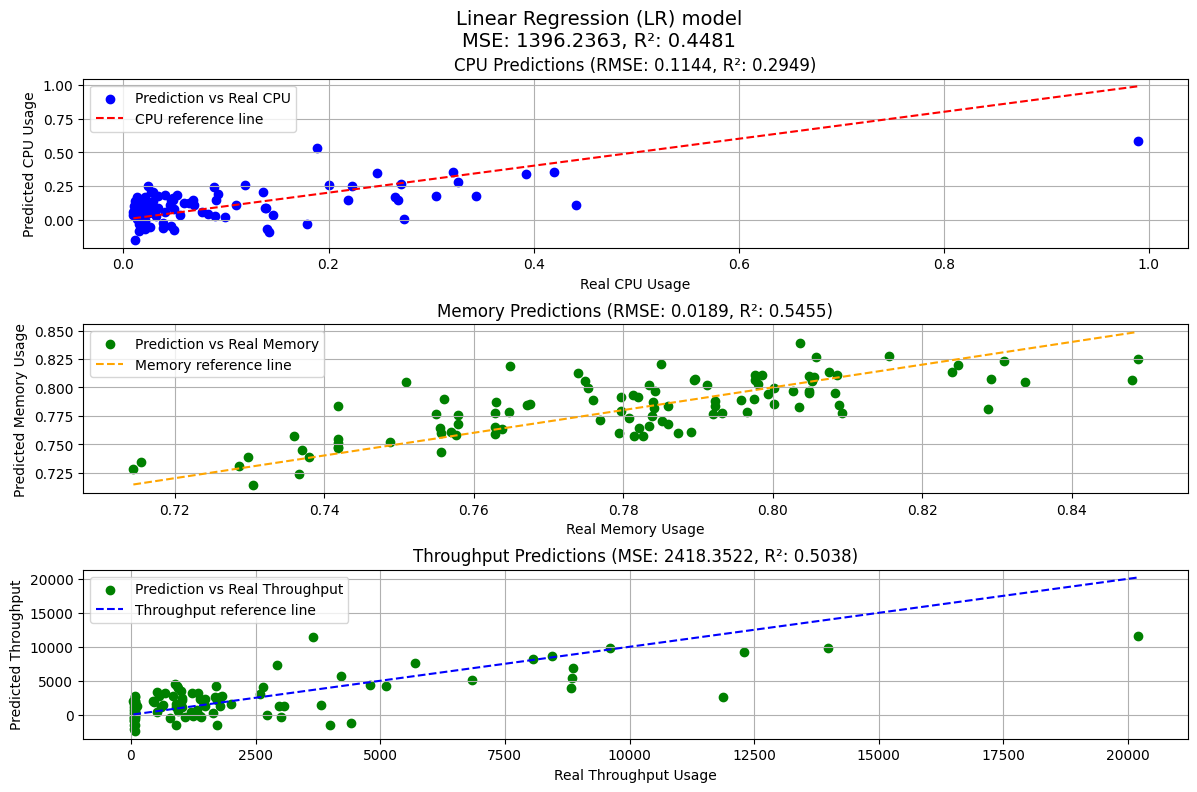 Linear Regression (LR) model
MSE: 1396.2363, R²: 0.4481
CPU Predictions (RMSE: 0.1144, R²: 0.2949)
Predicted CPU Usage
1.00
0.75
0.50
0.25
0.00
Prediction vs Real CPU
CPU reference line
0.0 0.2 0.4 0.6 0.8 1.0
Real CPU Usage
Memory Predictions (RMSE: 0.0189, R²: 0.5455)
Predicted Memory Usage
0.850
0.825
0.800
0.775
0.750
0.725
Prediction vs Real Memory
Memory reference line
0.72 0.74 0.76 0.78 0.80 0.82 0.84
Real Memory Usage
Throughput Predictions (MSE: 2418.3522, R²: 0.5038)
Predicted Throughput
20000
15000
10000
5000
0
Prediction vs Real Throughput
Throughput reference line
0 2500 5000 7500 10000 12500 15000 17500 20000
Real Throughput Usage